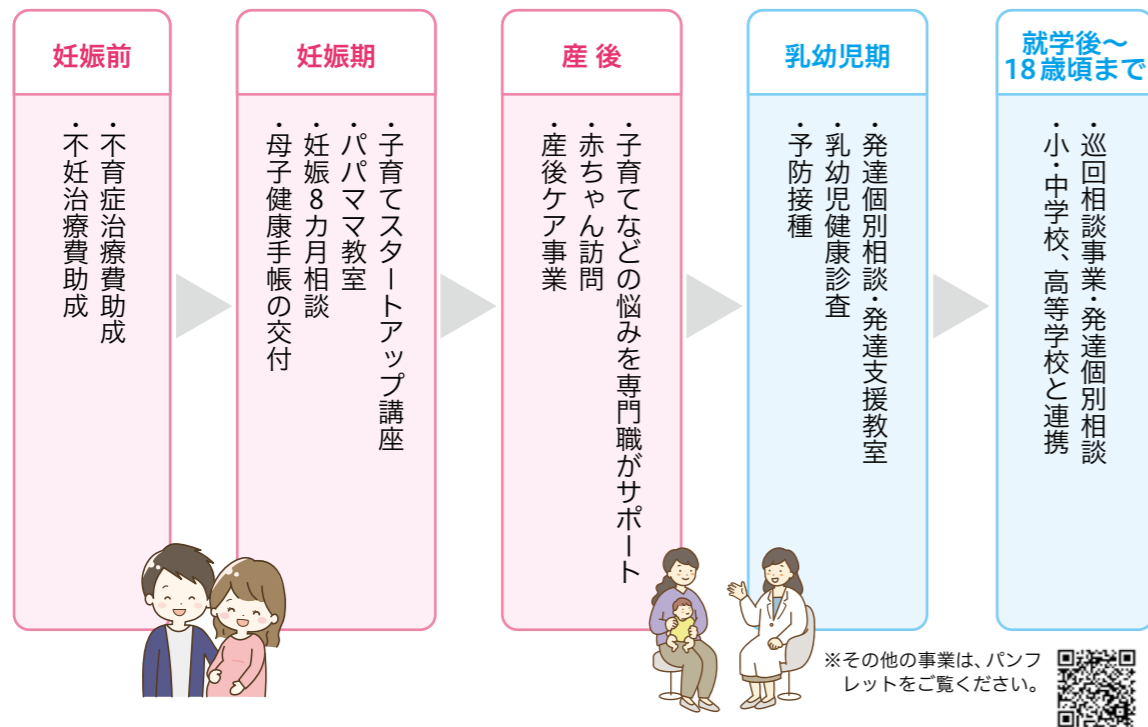 妊娠前
・不育症治療費助成
・不妊治療費助成
妊娠期
・子育てスタートアップ講座
・パパママ教室
・妊娠8カ月相談
・母子健康手帳の交付
産後
・子育てなどの悩みを専門職がサポート
・赤ちゃん訪問
・産後ケア事業
乳幼児期
・発達個別相談・発達支援教室
・乳幼児健康診査
・予防接種
就学後〜
18歳頃まで
・巡回相談事業・発達個別相談
・小・中学校、高等学校と連携
※その他の事業は、パンフ
レットをご覧ください。